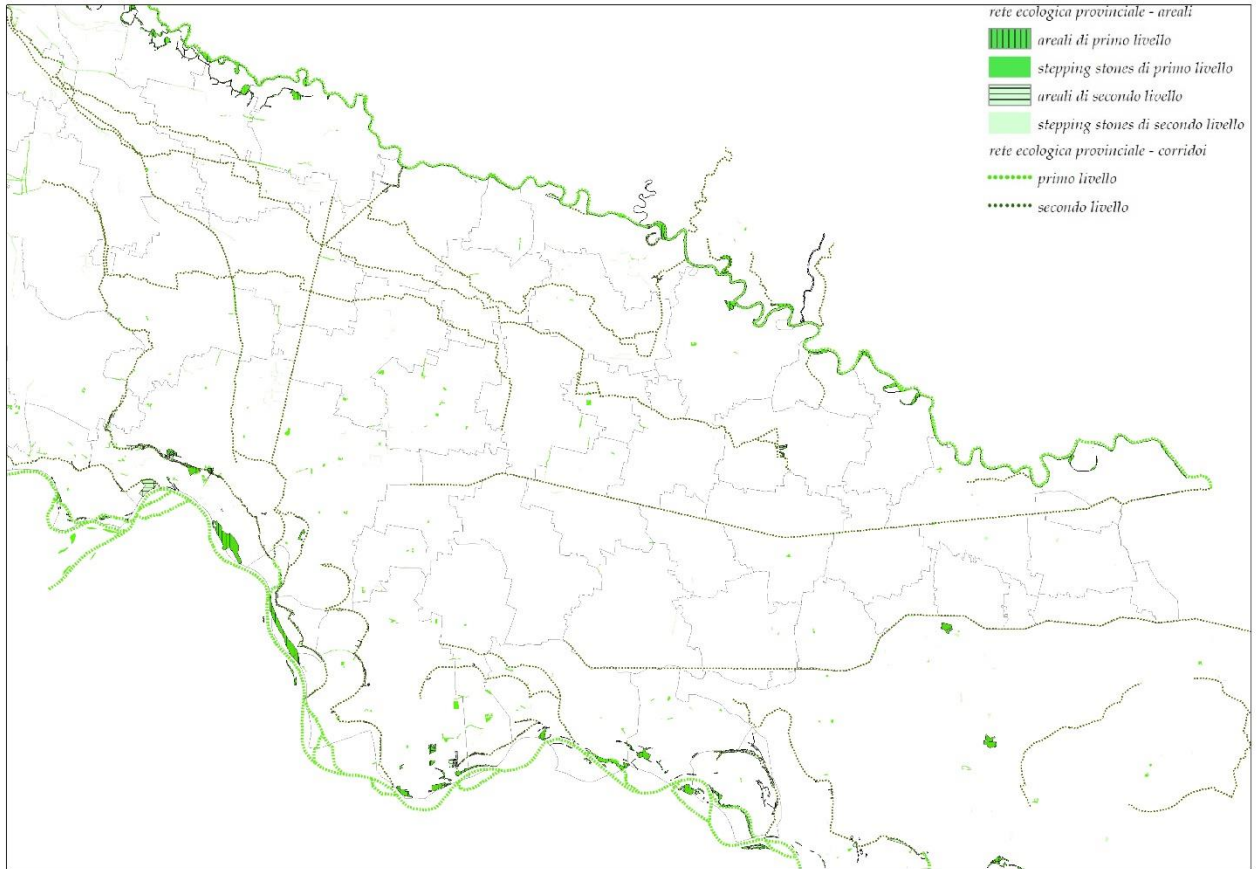 rete ecologica provinciale - areali
areali di primo livello
stepping stones di primo livello
areali di secondo livello
stepping stones di secondo livello
rete ecologica provinciale - corridoi
primo livello
secondo livello